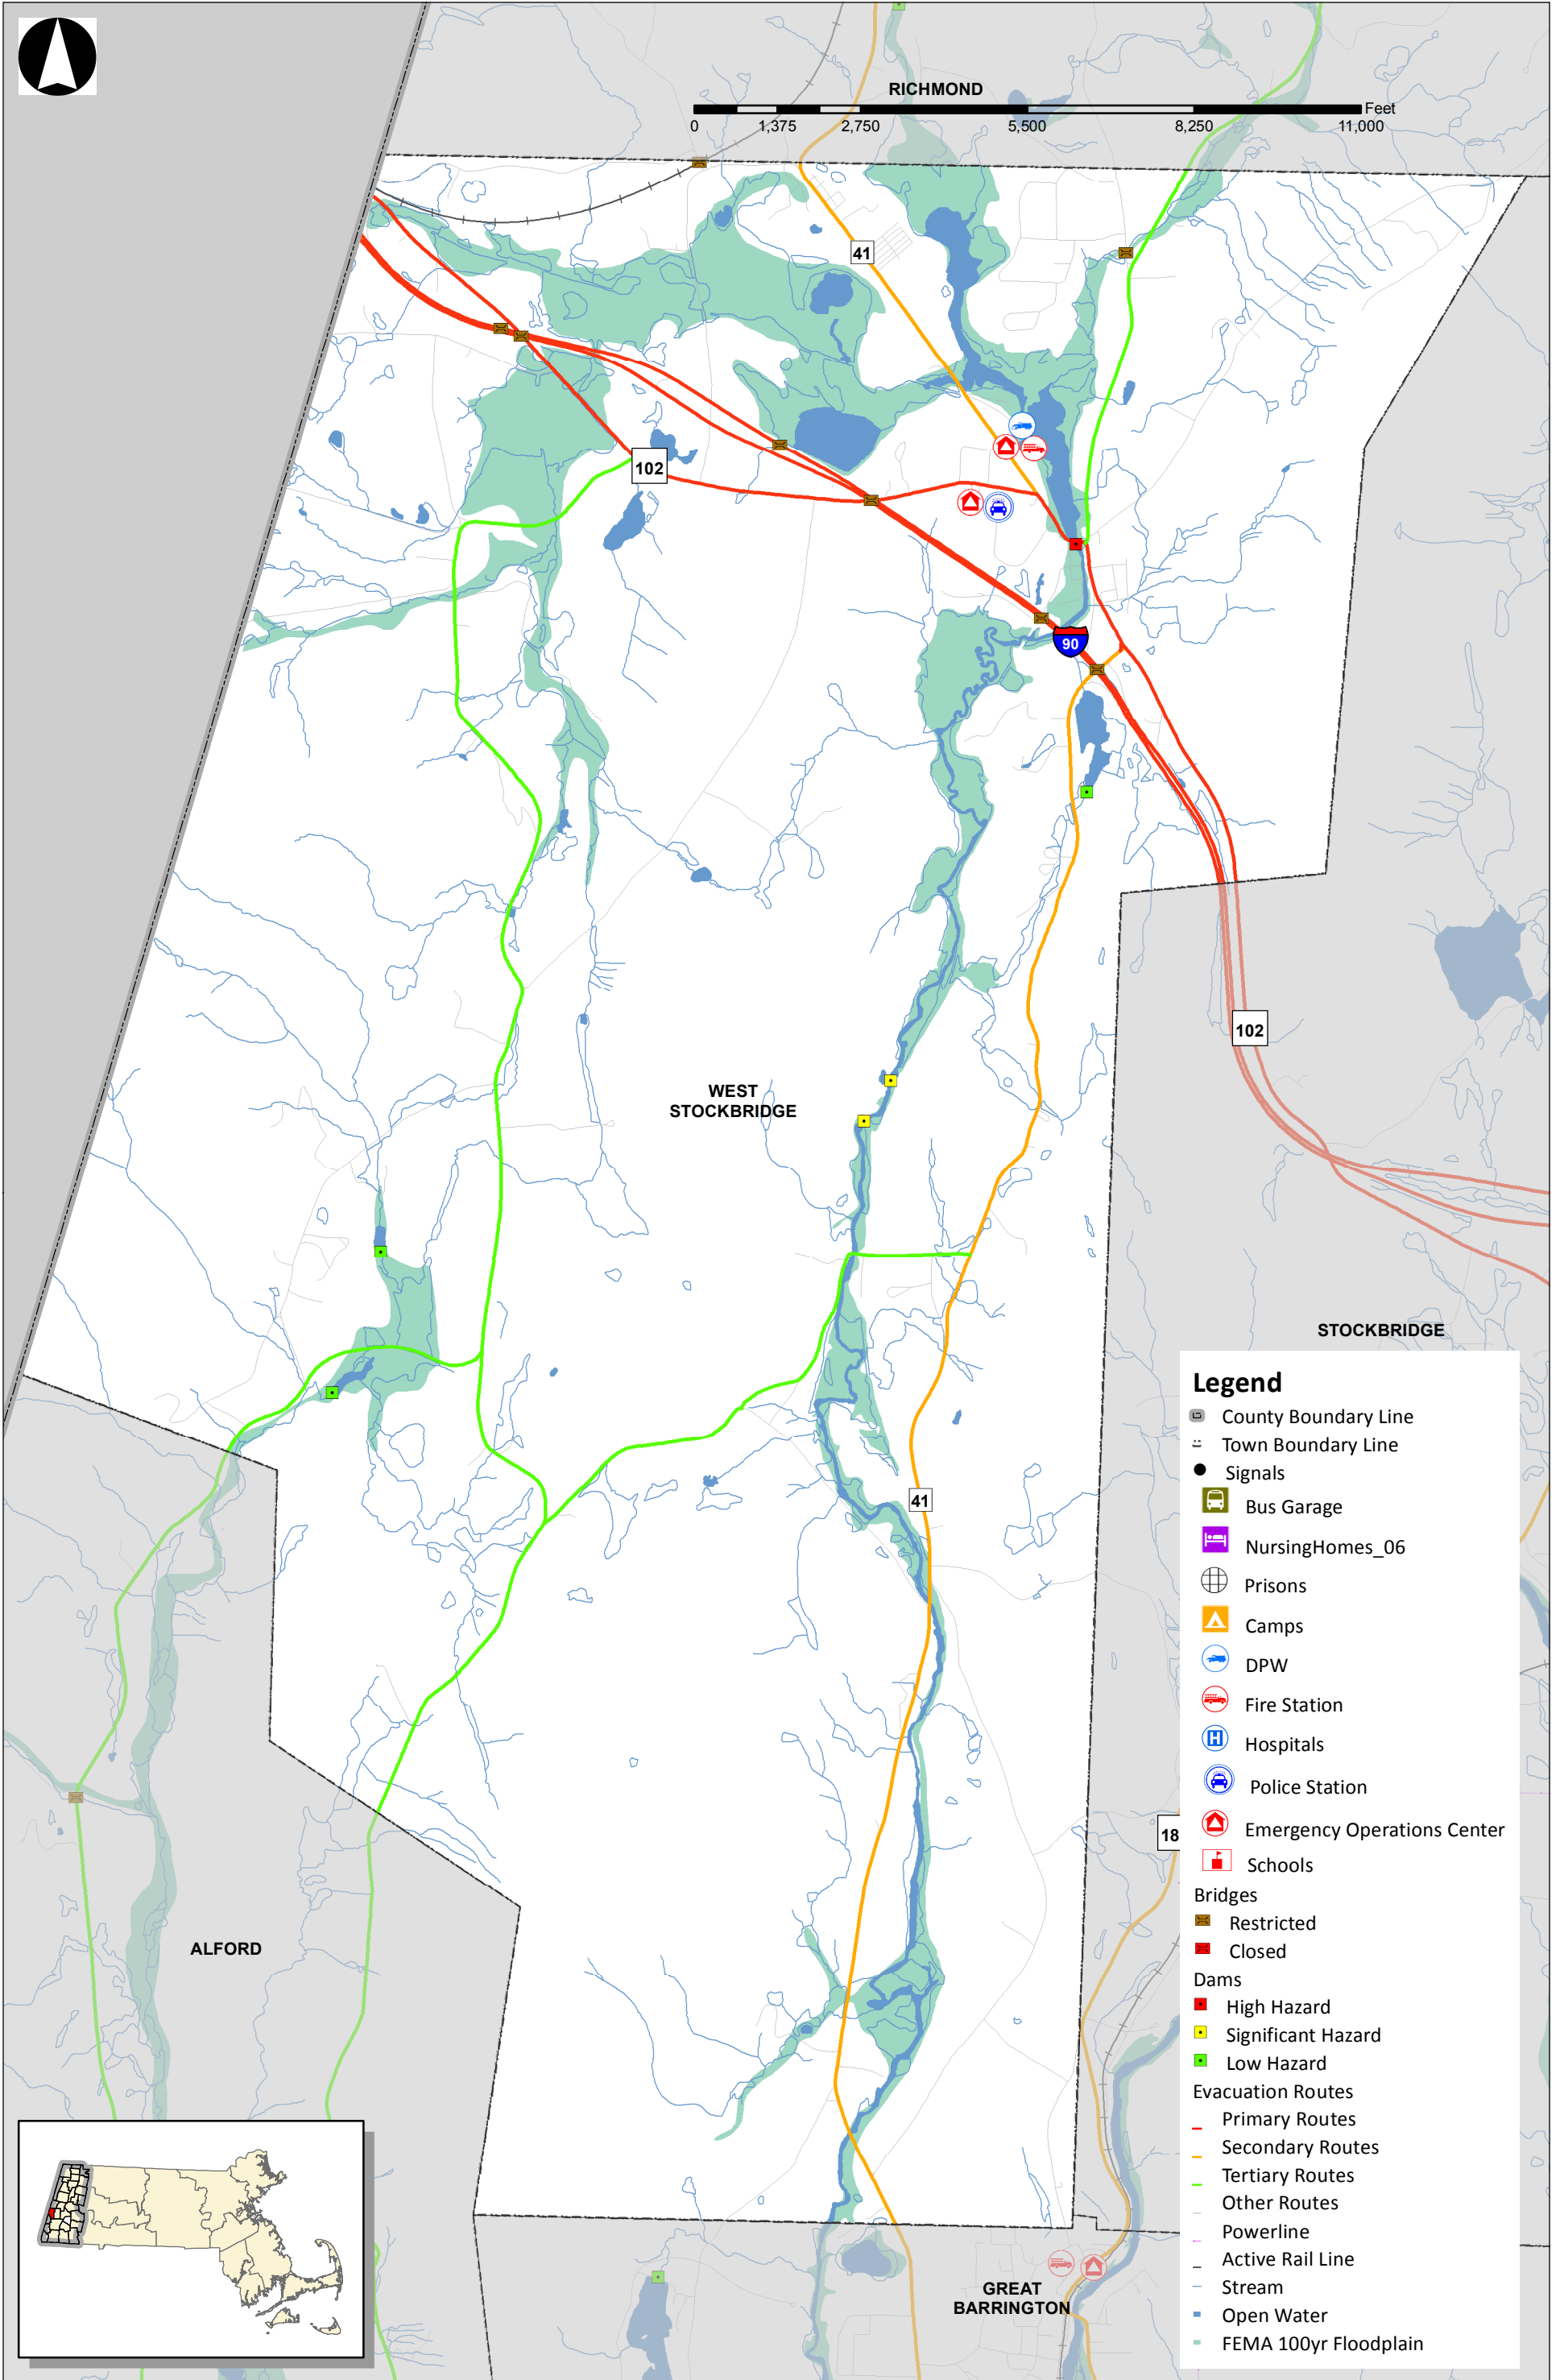 RICHMOND
Feet
0 1,375 2,750 5,500 8,250 11,000
41
102
90
102
WEST
STOCKBRIDGE
STOCKBRIDGE
41
18
ALFORD
GREAT
BARRINGTON
Legend
County Boundary Line
Town Boundary Line
Signals
Bus Garage
NursingHomes_06
Prisons
Camps
DPW
Fire Station
H Hospitals
Police Station
Emergency Operations Center
Schools
Bridges
Restricted
Closed
Dams
High Hazard
Significant Hazard
Low Hazard
Evacuation Routes
Primary Routes
Secondary Routes
Tertiary Routes
Other Routes
Powerline
Active Rail Line
Stream
Open Water
FEMA 100yr Floodplain